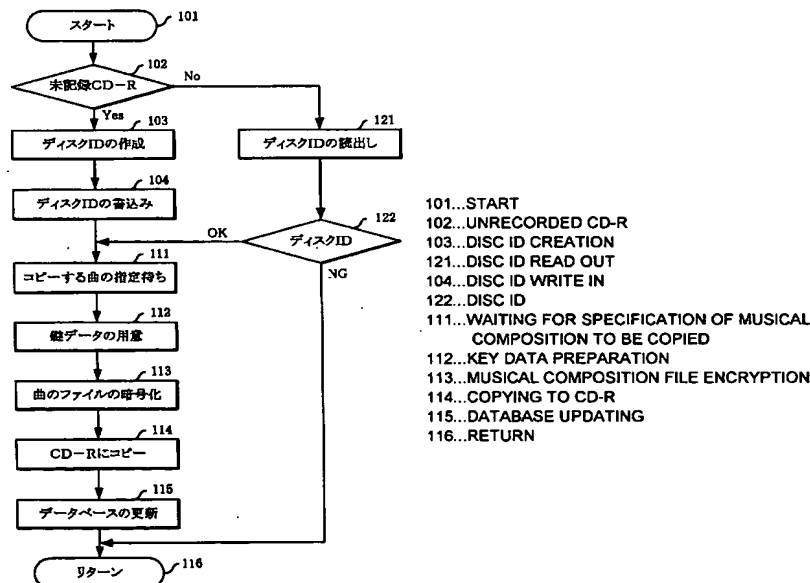 スタート
101
102
未記録CD-R
No
Yes
103
ディスクIDの作成
121
ディスクIDの読出し
104
ディスクIDの書込み
122
ディスクID
OK
NG
111
コピーする曲の指定待ち
112
鍵データの用意
113
曲のファイルの暗号化
114
CD-Rにコピー
115
データベースの更新
リターン
116
101...START
102...UNRECORDED CD-R
103...DISC ID CREATION
121...DISC ID READ OUT
104...DISC ID WRITE IN
122...DISC ID
111...WAITING FOR SPECIFICATION OF MUSICAL
COMPOSITION TO BE COPIED
112...KEY DATA PREPARATION
113...MUSICAL COMPOSITION FILE ENCRYPTION
114...COPYING TO CD-R
115...DATABASE UPDATING
116...RETURN